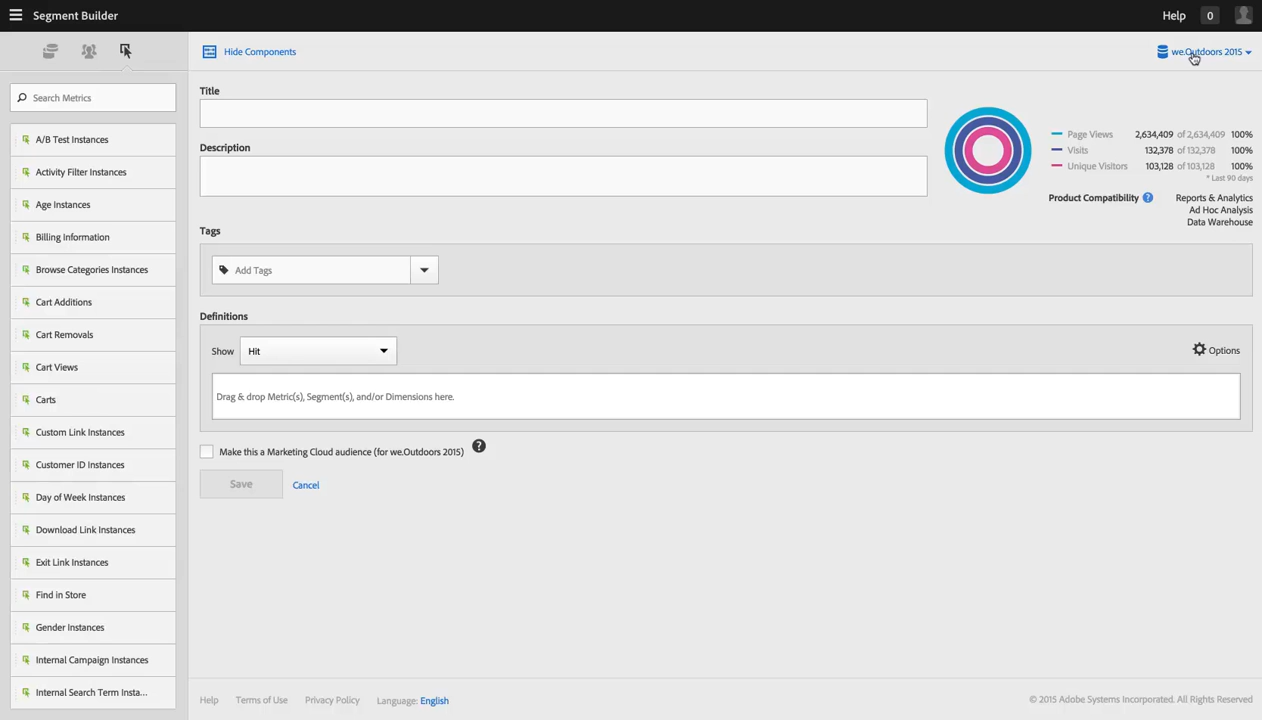 Segment Builder
Help
0
Hide Components
we.Outdoors 2015
Search Metrics
A/B Test Instances
Activity Filter Instances
Age Instances
Billing Information
Browse Categories Instances
Cart Additions
Cart Removals
Cart Views
Carts
Custom Link Instances
Customer ID Instances
Day of Week Instances
Download Link Instances
Exit Link Instances
Find in Store
Gender Instances
Internal Campaign Instances
Internal Search Term Insta...
Title
Description
Page Views 2,634,409 of 2,634,409 100%
Visits 132,378 of 132,378 100%
Unique Visitors 103,128 of 103,128 100%
* Last 90 days
Product Compatibility ? Reports & Analytics
Ad Hoc Analysis
Data Warehouse
Tags
Add Tags
Definitions
Show Hit
Options
Drag & drop Metric(s), Segment(s), and/or Dimensions here.
Make this a Marketing Cloud audience (for we.Outdoors 2015) ?
Save Cancel
Help Terms of Use Privacy Policy Language: English
© 2015 Adobe Systems Incorporated. All Rights Reserved